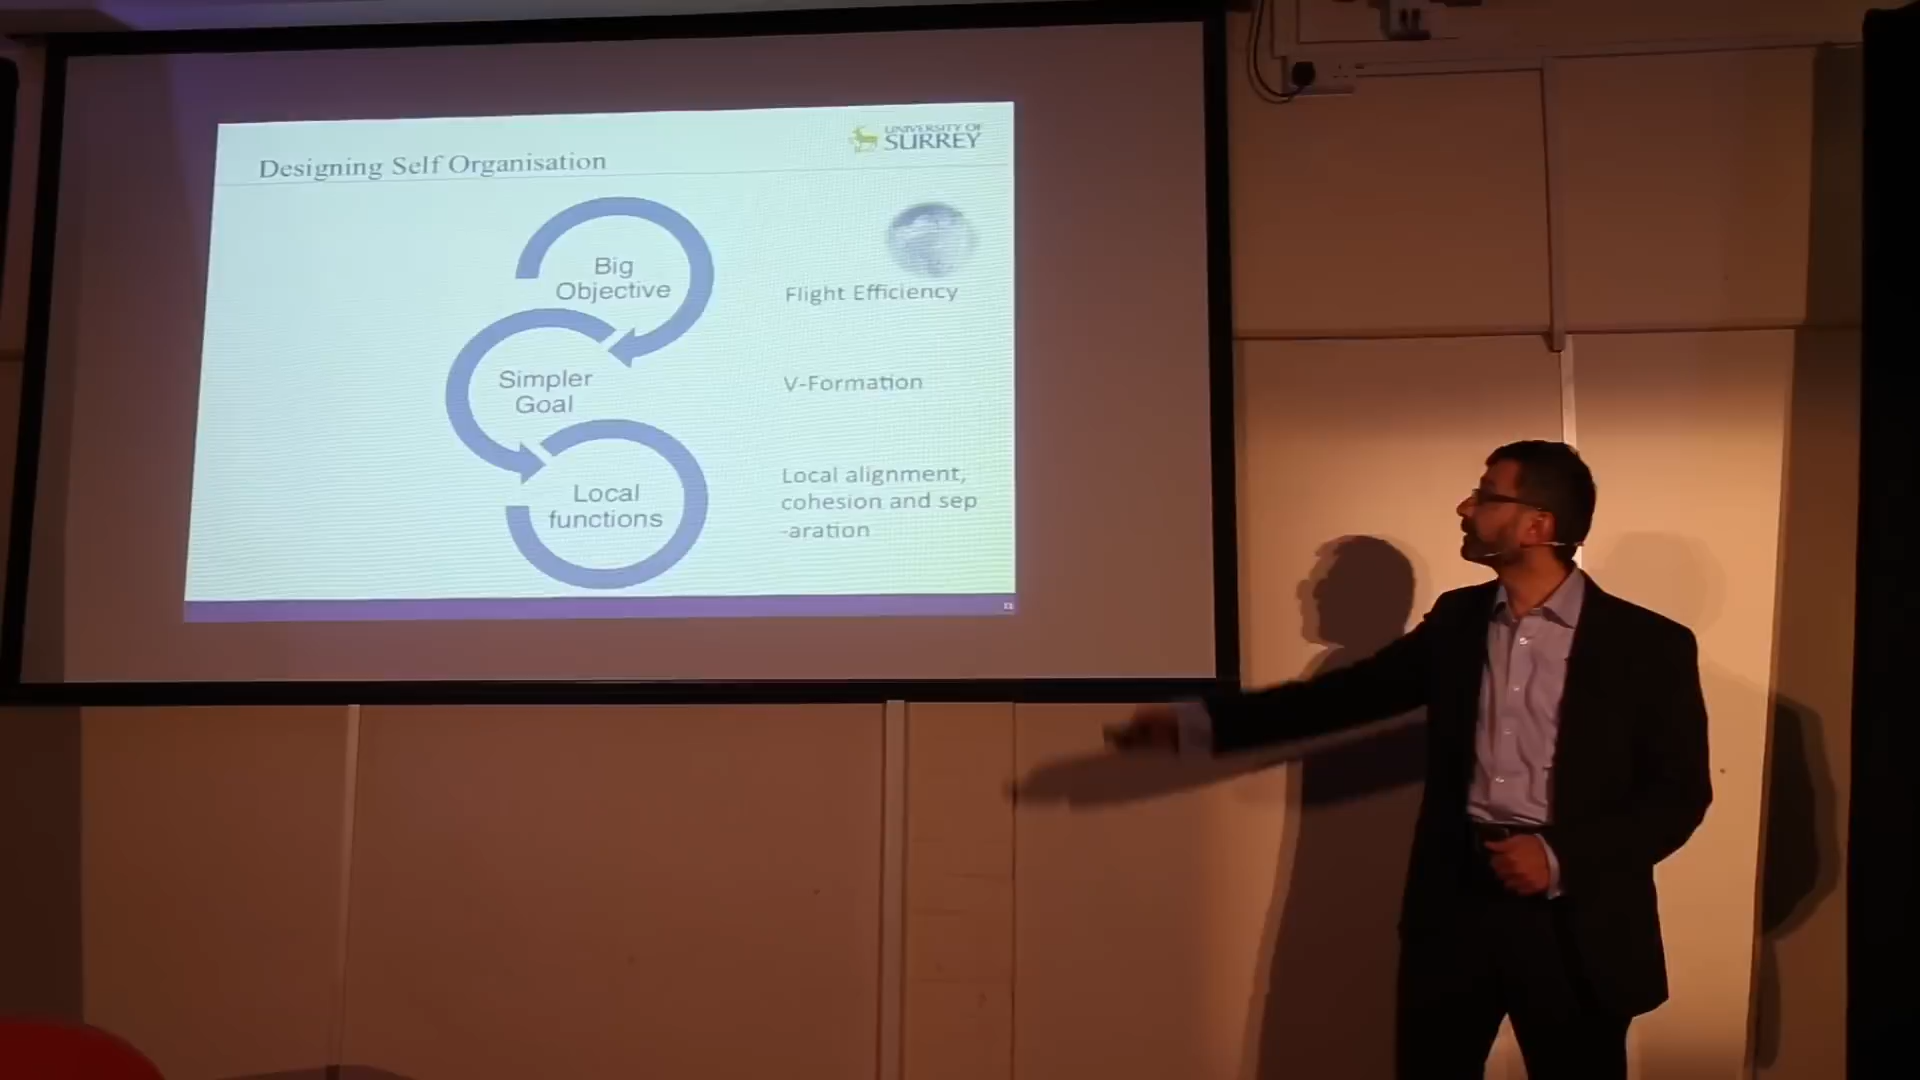 UNIVERSITY OF
SURREY
Designing Self Organisation
Big
Objective
Flight Efficiency
Simpler
Goal
V-Formation
Local
functions
Local alignment,
cohesion and sep
-aration